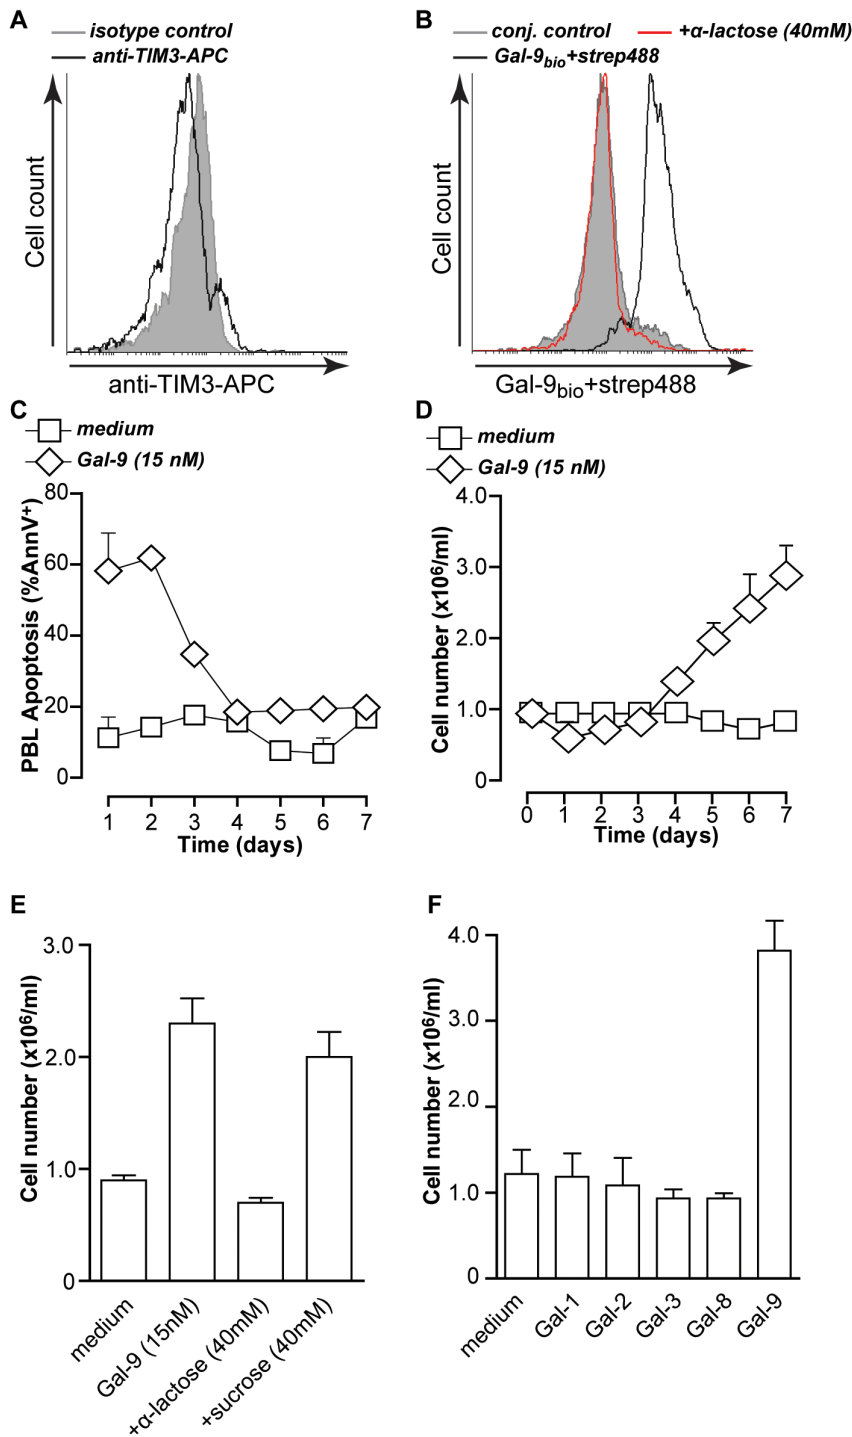 A
isotype control
anti-TIM3-APC
Cell count
anti-TIM3-APC
B
conj. control
+α-lactose (40mM)
Gal-9bio+strep488
Cell count
Gal-9bio+strep488
C
medium
Gal-9 (15 nM)
PBL Apoptosis (%AnnV+)
80
60
40
20
0
1 2 3 4 5 6 7
Time (days)
D
medium
Gal-9 (15 nM)
Cell number (x10⁶/ml)
4.0
3.0
2.0
1.0
0
0 1 2 3 4 5 6 7
Time (days)
E
Cell number (x10⁶/ml)
3.0
2.0
1.0
0
medium
Gal-9 (15nM)
+α-lactose (40mM)
+sucrose (40mM)
F
Cell number (x10⁶/ml)
4.0
3.0
2.0
1.0
0
medium
Gal-1
Gal-2
Gal-3
Gal-8
Gal-9